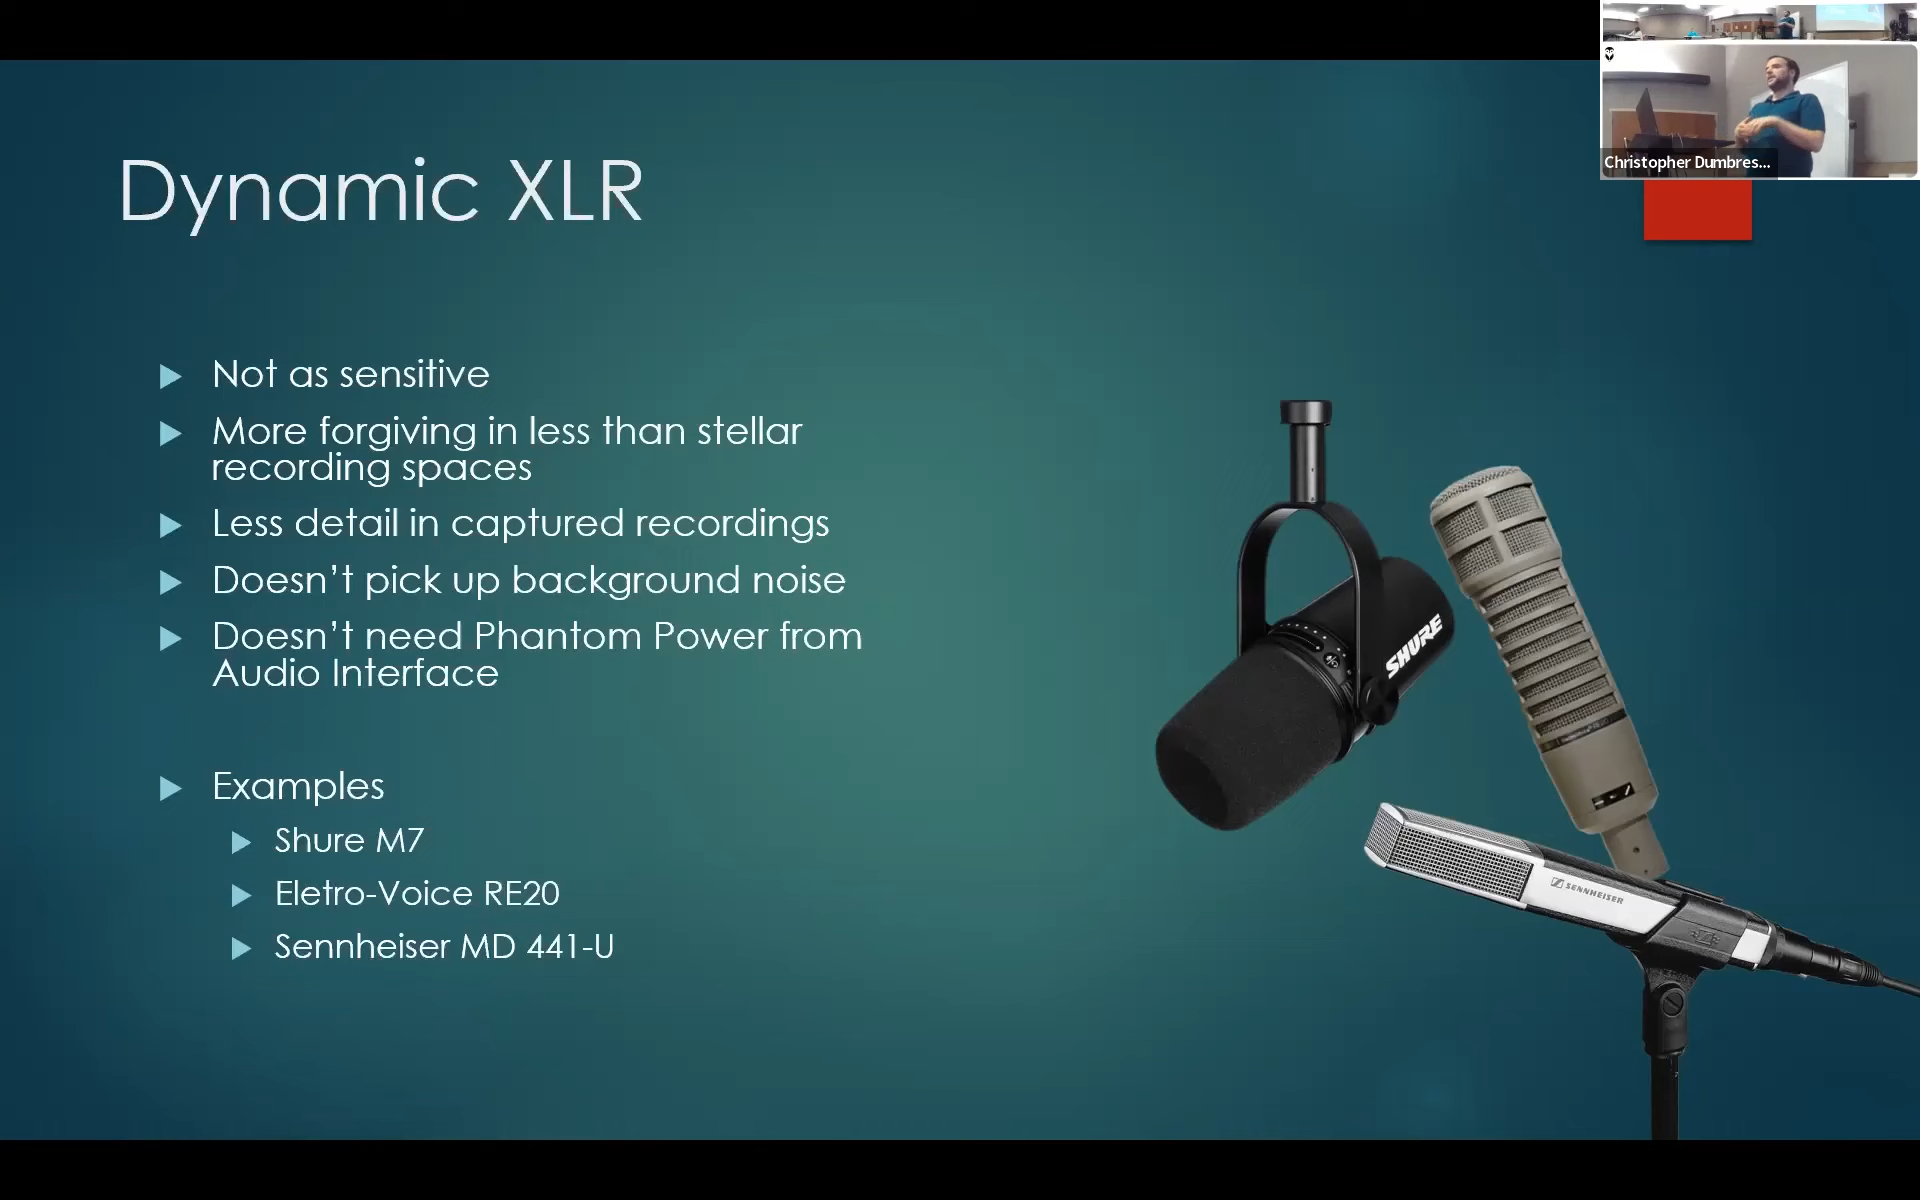 Christopher Dumbres...
Dynamic XLR
Not as sensitive
More forgiving in less than stellar
recording spaces
Less detail in captured recordings
Doesn’t pick up background noise
Doesn’t need Phantom Power from
Audio Interface
Examples
Shure M7
Eletro-Voice RE20
Sennheiser MD 441-U
SHURE
SENNHEISER